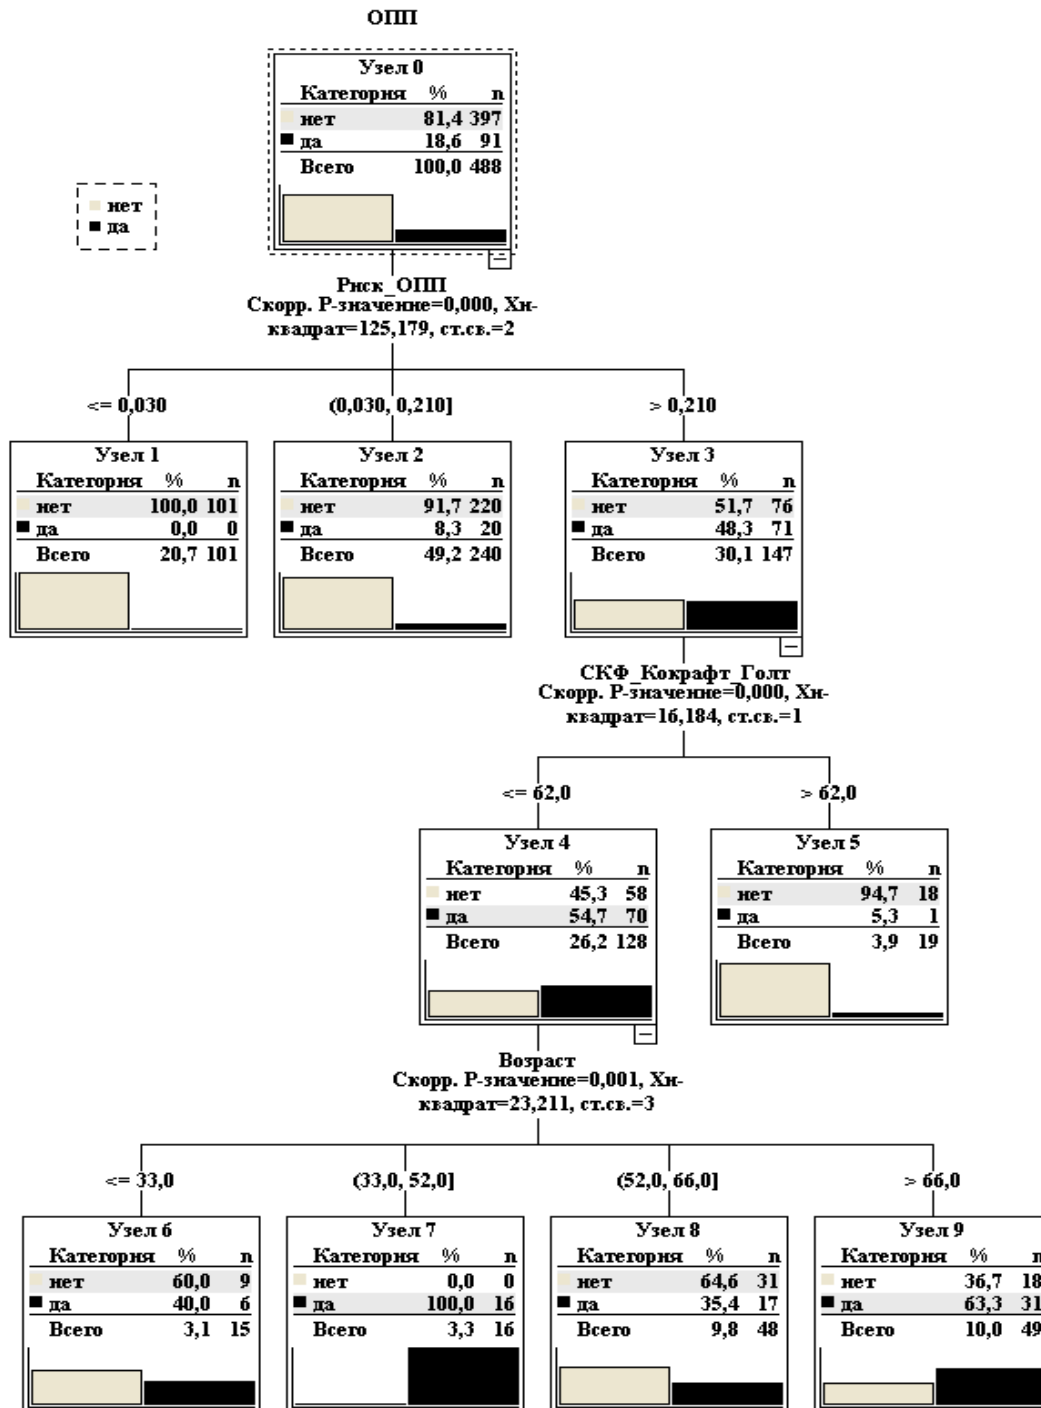 ОПП
Узел 0
Категория % n
нет 81,4 397
да 18,6 91
Всего 100,0 488
нет
да
Риск_ОПП
Скорр. Р-значение=0,000, Хи-
квадрат=125,179, ст.св.=2
<= 0,030
(0,030, 0,210]
> 0,210
Узел 1
Категория % n
нет 100,0 101
да 0,0 0
Всего 20,7 101
Узел 2
Категория % n
нет 91,7 220
да 8,3 20
Всего 49,2 240
Узел 3
Категория % n
нет 51,7 76
да 48,3 71
Всего 30,1 147
СКФ_Кокрафт_Голт
Скорр. Р-значение=0,000, Хи-
квадрат=16,184, ст.св.=1
<= 62,0
> 62,0
Узел 4
Категория % n
нет 45,3 58
да 54,7 70
Всего 26,2 128
Узел 5
Категория % n
нет 94,7 18
да 5,3 1
Всего 3,9 19
Возраст
Скорр. Р-значение=0,001, Хи-
квадрат=23,211, ст.св.=3
<= 33,0
(33,0, 52,0]
(52,0, 66,0]
> 66,0
Узел 6
Категория % n
нет 60,0 9
да 40,0 6
Всего 3,1 15
Узел 7
Категория % n
нет 0,0 0
да 100,0 16
Всего 3,3 16
Узел 8
Категория % n
нет 64,6 31
да 35,4 17
Всего 9,8 48
Узел 9
Категория % n
нет 36,7 18
да 63,3 31
Всего 10,0 49